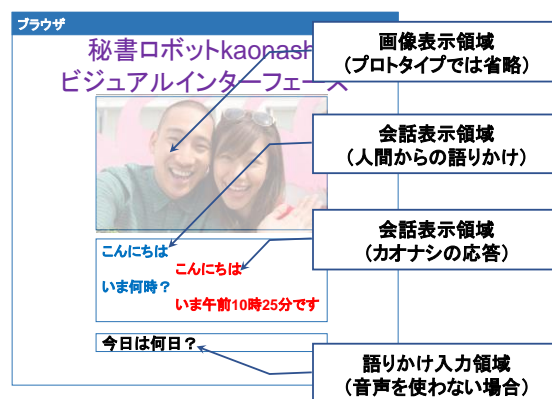 ブラウザ
秘書ロボットkaonash
ビジュアルインターフェース
画像表示領域
(プロトタイプでは省略)
会話表示領域
(人間からの語りかけ)
会話表示領域
(カオナシの応答)
こんにちは
こんにちは
いま何時？
いま午前10時25分です
今日は何日？
語りかけ入力領域
(音声を使わない場合)